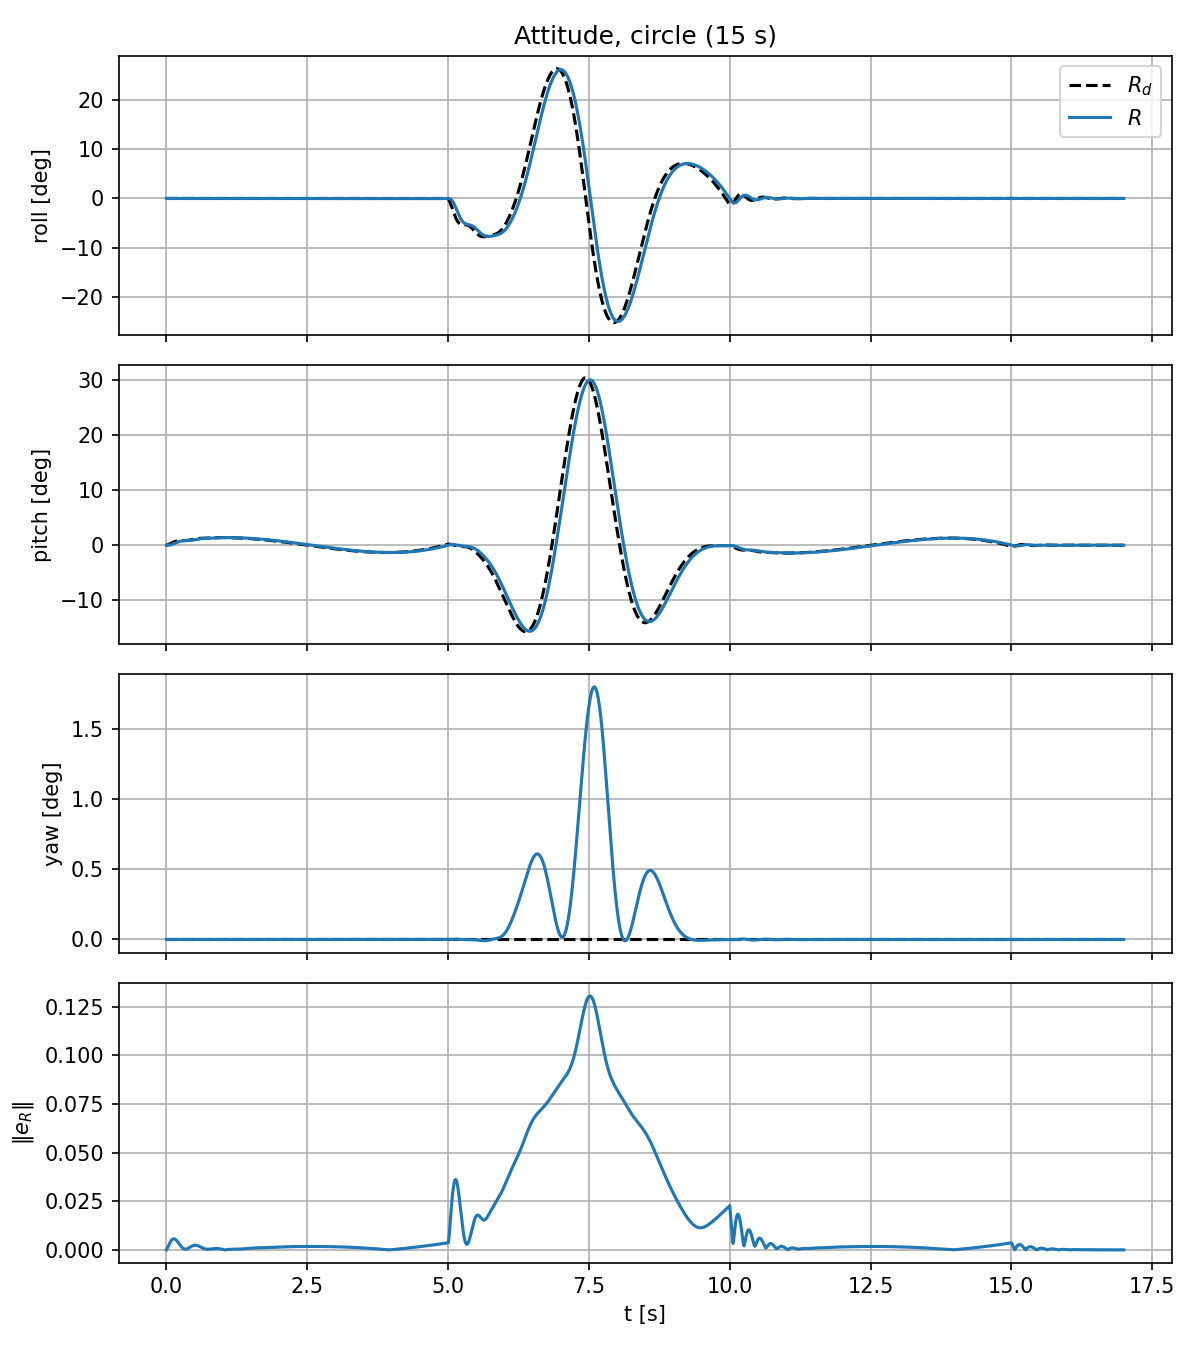 Attitude, circle (15 s)
R_d
R
roll [deg]
20
10
0
−10
−20
pitch [deg]
30
20
10
0
−10
yaw [deg]
1.5
1.0
0.5
0.0
‖e_R‖
0.125
0.100
0.075
0.050
0.025
0.000
0.0 2.5 5.0 7.5 10.0 12.5 15.0 17.5
t [s]